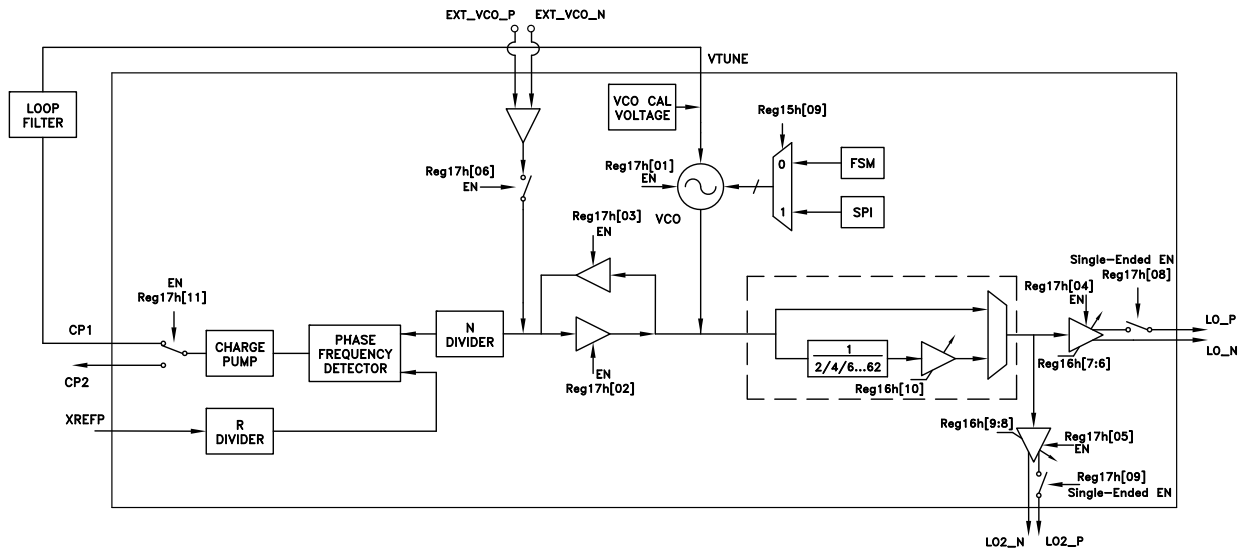 EXT_VCO_P EXT_VCO_N
VTUNE
LOOP
FILTER
VCO CAL
VOLTAGE
Reg15h[09]
Reg17h[06]
EN
Reg17h[01]
EN
0
1
FSM
SPI
VCO
Reg17h[03]
EN
EN
Reg17h[11]
CP1
CP2
CHARGE
PUMP
PHASE
FREQUENCY
DETECTOR
N
DIVIDER
EN
Reg17h[02]
XREFP
R
DIVIDER
1
2/4/6...62
Reg16h[10]
Single-Ended EN
Reg17h[08]
Reg17h[04]
EN
Reg16h[7:6]
LO_P
LO_N
Reg16h[9:8]
Reg17h[05]
EN
Reg17h[09]
Single-Ended EN
LO2_N LO2_P